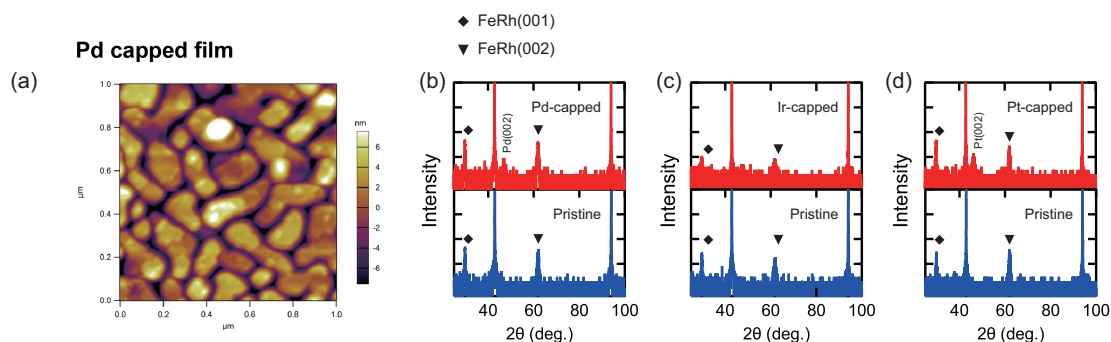 ◆ FeRh(001)
▼ FeRh(002)
Pd capped film
(a)
1.0
0.8
0.6
0.4
0.2
0.0
µm
0.0 0.2 0.4 0.6 0.8 1.0
µm
nm
6
4
2
0
-2
-4
-6
(b)
Pd-capped
Pd(002)
Pristine
Intensity
40 60 80 100
2θ (deg.)
(c)
Ir-capped
Pristine
Intensity
40 60 80 100
2θ (deg.)
(d)
Pt-capped
Pt(002)
Pristine
Intensity
40 60 80 100
2θ (deg.)